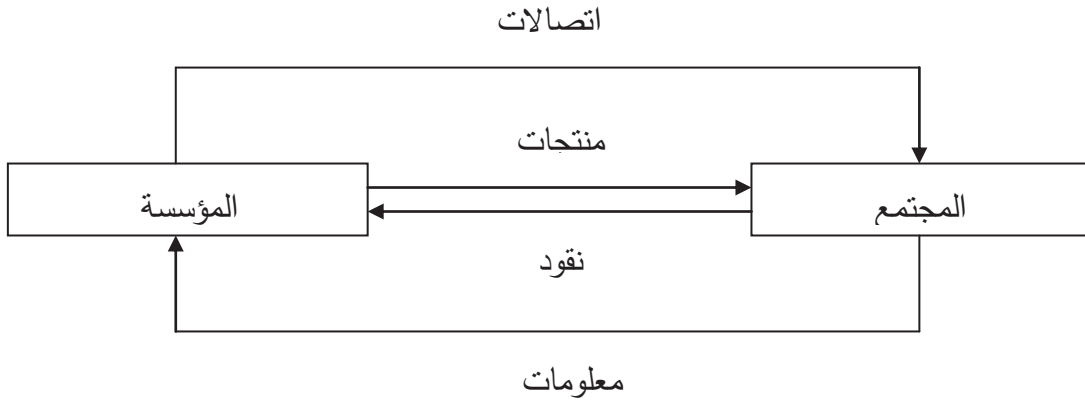 اتصالات
منتجات
المؤسسة
المجتمع
نقود
معلومات